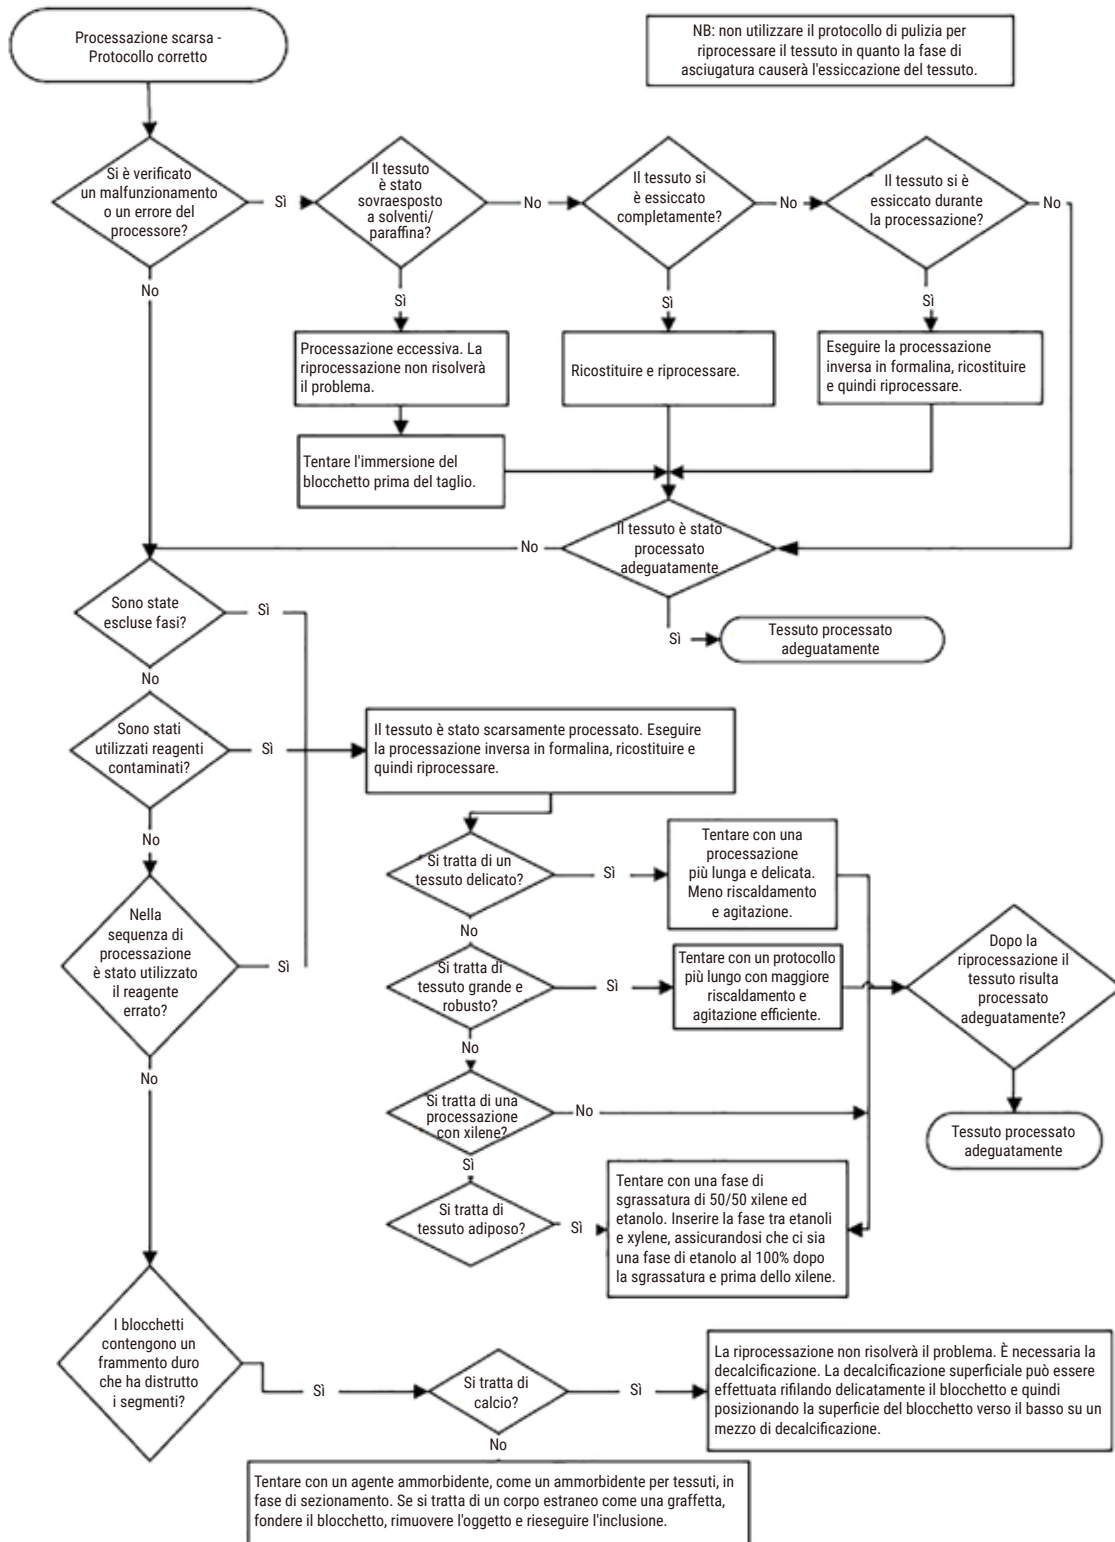 Processazione scarsa -
Protocollo corretto
NB: non utilizzare il protocollo di pulizia per
riprocessare il tessuto in quanto la fase di
asciugatura causerà l'essiccazione del tessuto.
Si è verificato
un malfunzionamento
o un errore del
processore?
Sì
Il tessuto
è stato
sovraesposto
a solventi/
paraffina?
No
Il tessuto si
è essiccato
completamente?
No
Il tessuto si è
essiccato durante
la processazione?
No
No
Sì
Sì
Sì
Processazione eccessiva. La
riprocessazione non risolverà
il problema.
Ricostituire e riprocessare.
Eseguire la processazione
inversa in formalina, ricostituire
e quindi riprocessare.
Tentare l'immersione del
blocchetto prima del taglio.
Il tessuto è stato
processato
adeguatamente
No
Sì
Tessuto processato
adeguatamente
Sono state
escluse fasi?
Sì
No
Sono stati
utilizzati reagenti
contaminati?
Sì
Il tessuto è stato scarsamente processato. Eseguire
la processazione inversa in formalina, ricostituire e
quindi riprocessare.
No
Nella
sequenza di
processazione
è stato utilizzato
il reagente
errato?
Sì
No
Si tratta di un
tessuto delicato?
Sì
Tentare con una
processazione
più lunga e delicata.
Meno riscaldamento
e agitazione.
No
Si tratta di
tessuto grande e
robusto?
Sì
Tentare con un protocollo
più lungo con maggiore
riscaldamento e
agitazione efficiente.
Dopo la
riprocessazione il
tessuto risulta
processato
adeguatamente?
No
Si tratta di una
processazione
con xilene?
No
Tessuto processato
adeguatamente
Sì
Si tratta di
tessuto adiposo?
Sì
Tentare con una fase di
sgrassatura di 50/50 xilene ed
etanolo. Inserire la fase tra etanoli
e xylene, assicurandosi che ci sia
una fase di etanolo al 100% dopo
la sgrassatura e prima dello xilene.
I blocchetti
contengono un
frammento duro
che ha distrutto
i segmenti?
Sì
Si tratta di
calcio?
Sì
La riprocessazione non risolverà il problema. È necessaria la
decalcificazione. La decalcificazione superficiale può essere
effettuata rifilando delicatamente il blocchetto e quindi
posizionando la superficie del blocchetto verso il basso su un
mezzo di decalcificazione.
No
Tentare con un agente ammorbidente, come un ammorbidente per tessuti, in
fase di sezionamento. Se si tratta di un corpo estraneo come una graffetta,
fondere il blocchetto, rimuovere l'oggetto e rieseguire l'inclusione.